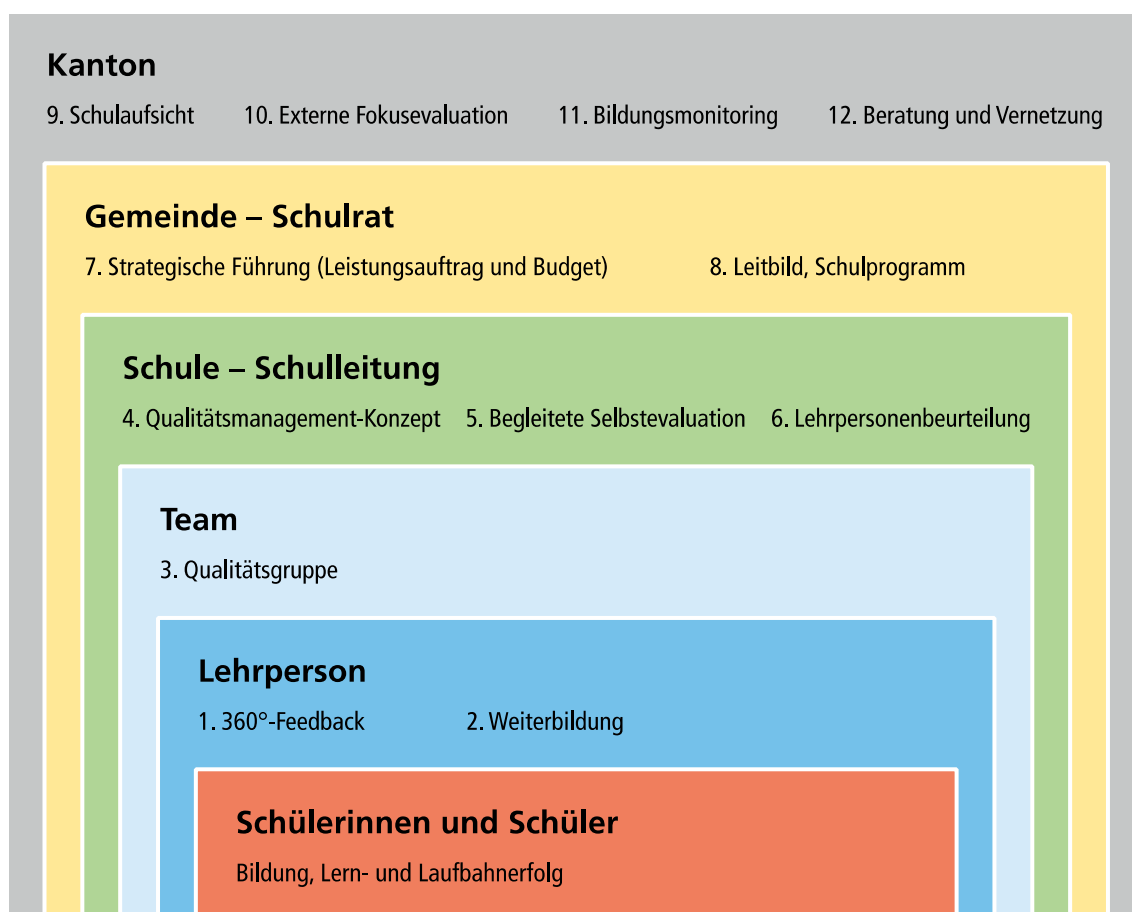 Kanton
9. Schulaufsicht 10. Externe Fokusevaluation 11. Bildungsmonitoring 12. Beratung und Vernetzung
Gemeinde – Schulrat
7. Strategische Führung (Leistungsauftrag und Budget) 8. Leitbild, Schulprogramm
Schule – Schulleitung
4. Qualitätsmanagement-Konzept 5. Begleitete Selbstevaluation 6. Lehrpersonenbeurteilung
Team
3. Qualitätsgruppe
Lehrperson
1. 360°-Feedback 2. Weiterbildung
Schülerinnen und Schüler
Bildung, Lern- und Laufbahnerfolg